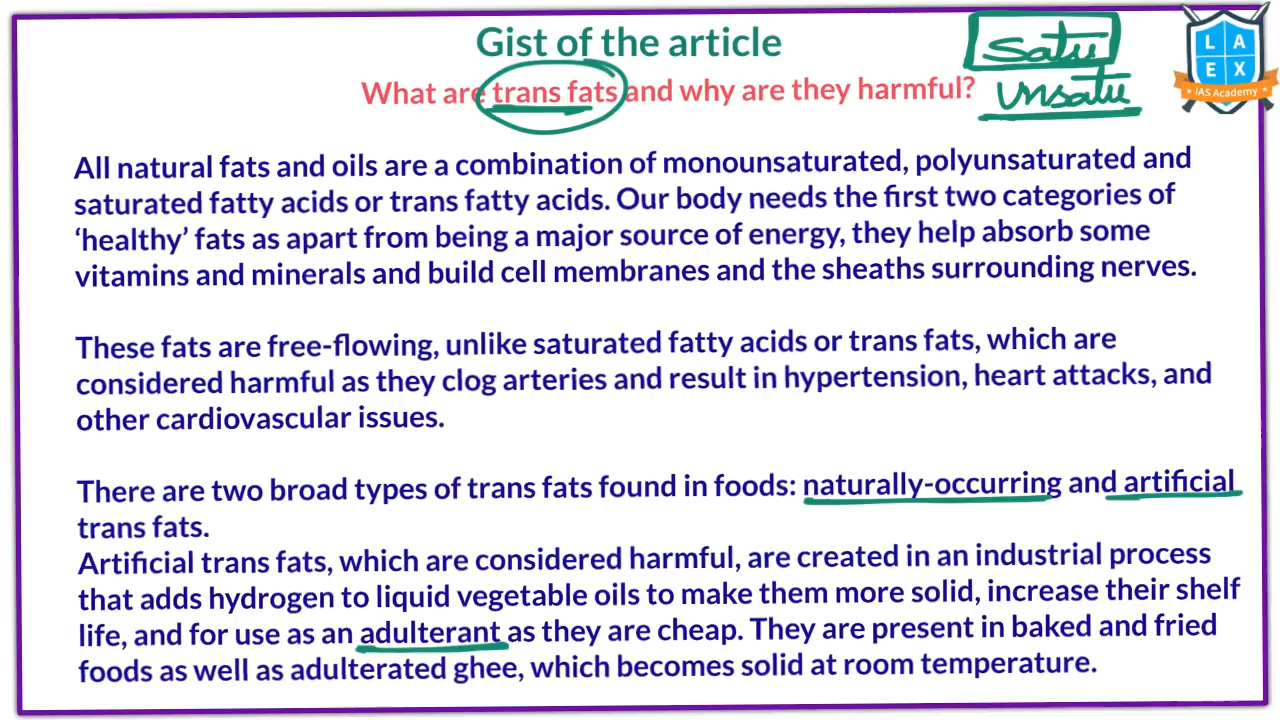 Gist of the article
Satu
What are trans fats and why are they harmful?
Unsatu
L A
E X
IAS Academy
All natural fats and oils are a combination of monounsaturated, polyunsaturated and
saturated fatty acids or trans fatty acids. Our body needs the first two categories of
‘healthy’ fats as apart from being a major source of energy, they help absorb some
vitamins and minerals and build cell membranes and the sheaths surrounding nerves.
These fats are free-flowing, unlike saturated fatty acids or trans fats, which are
considered harmful as they clog arteries and result in hypertension, heart attacks, and
other cardiovascular issues.
There are two broad types of trans fats found in foods: naturally-occurring and artificial
trans fats.
Artificial trans fats, which are considered harmful, are created in an industrial process
that adds hydrogen to liquid vegetable oils to make them more solid, increase their shelf
life, and for use as an adulterant as they are cheap. They are present in baked and fried
foods as well as adulterated ghee, which becomes solid at room temperature.